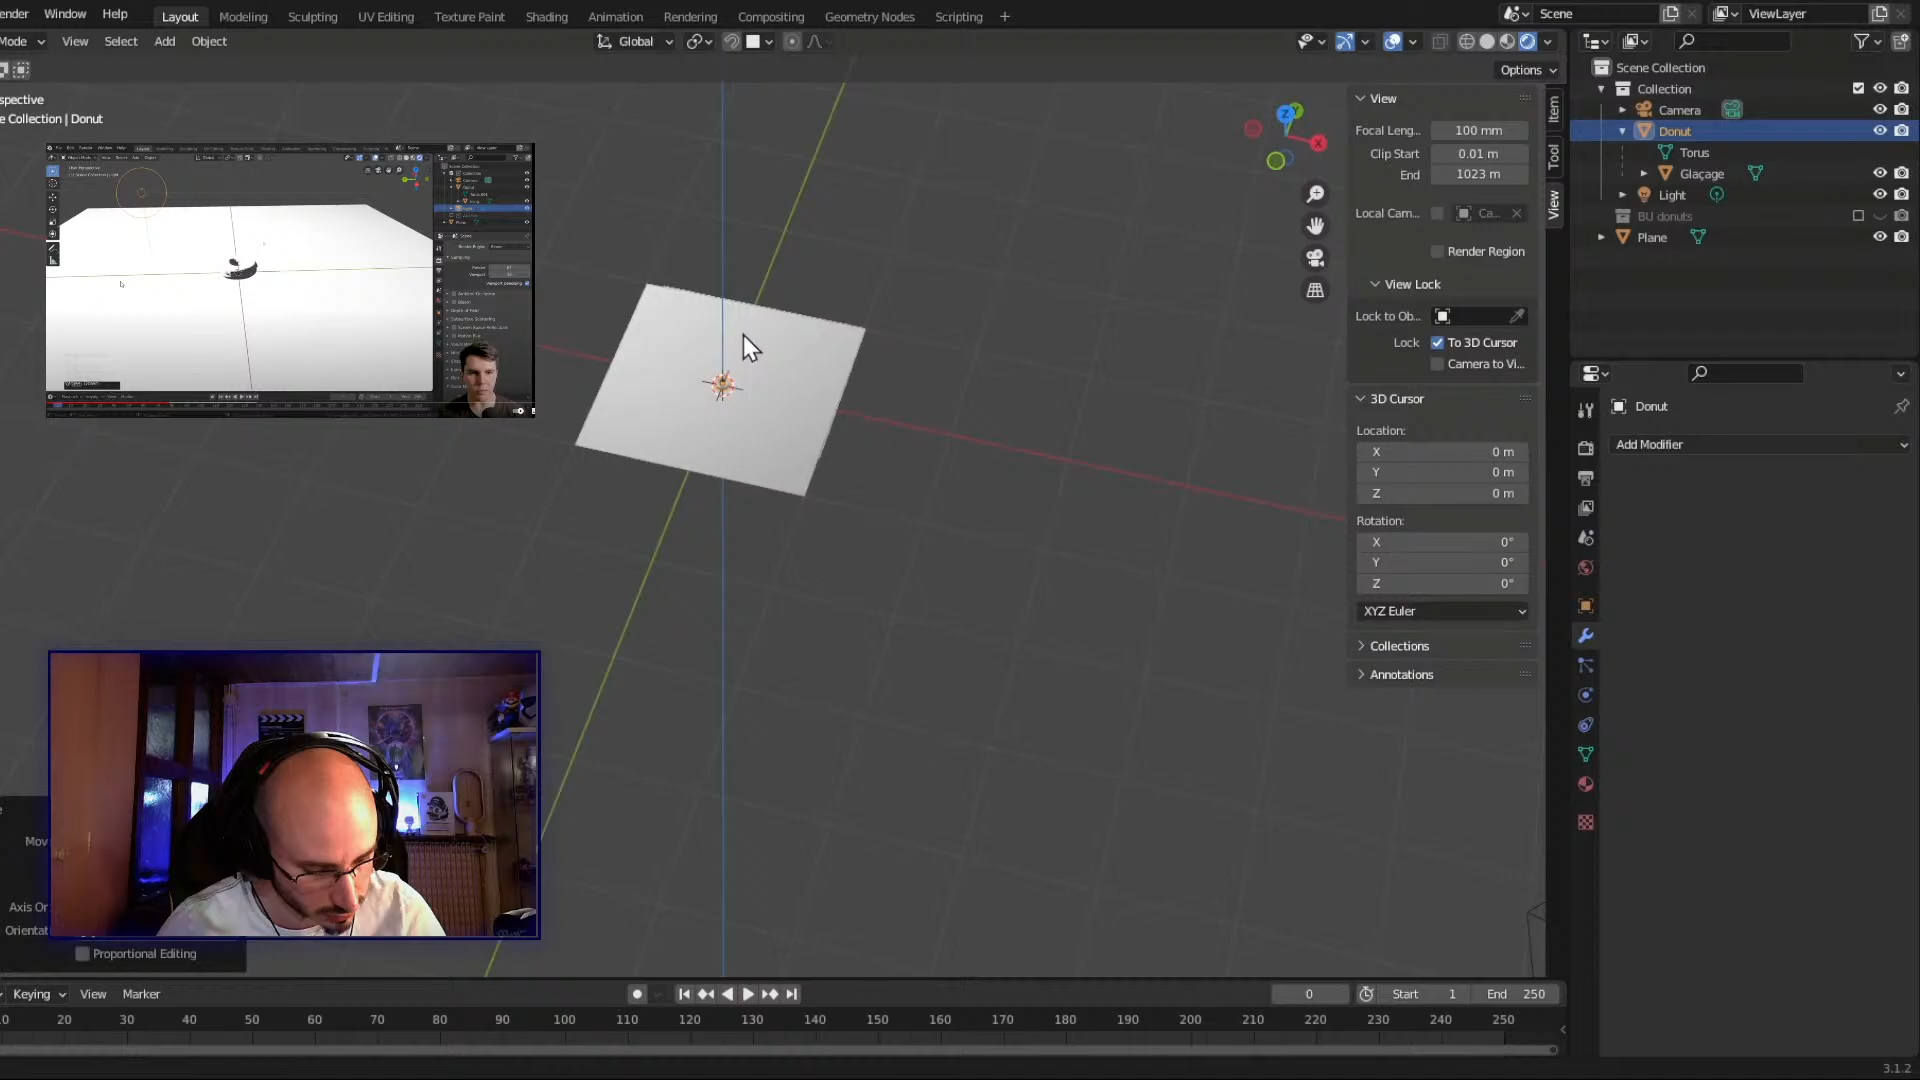 ender Window Help Layout Modeling Sculpting UV Editing Texture Paint Shading Animation Rendering Compositing Geometry Nodes Scripting + Scene ViewLayer
Mode View Select Add Object Global
Options
spective
e Collection | Donut
View
Focal Leng... 100 mm
Clip Start 0.01 m
End 1023 m
Local Cam... Ca...
Render Region
View Lock
Lock to Ob...
Lock To 3D Cursor
Camera to Vi...
3D Cursor
Location:
X 0 m
Y 0 m
Z 0 m
Rotation:
X 0°
Y 0°
Z 0°
XYZ Euler
Collections
Annotations
Item
Tool
View
Z
X
Scene Collection
Collection
Camera
Donut
Torus
Glaçage
Light
BU donuts
Plane
Donut
Add Modifier
e
Mov
Axis Or
Orientat
Proportional Editing
Keying View Marker 0 Start 1 End 250
0 20 30 40 50 60 70 80 90 100 110 120 130 140 150 160 170 180 190 200 210 220 230 240 250
3.1.2